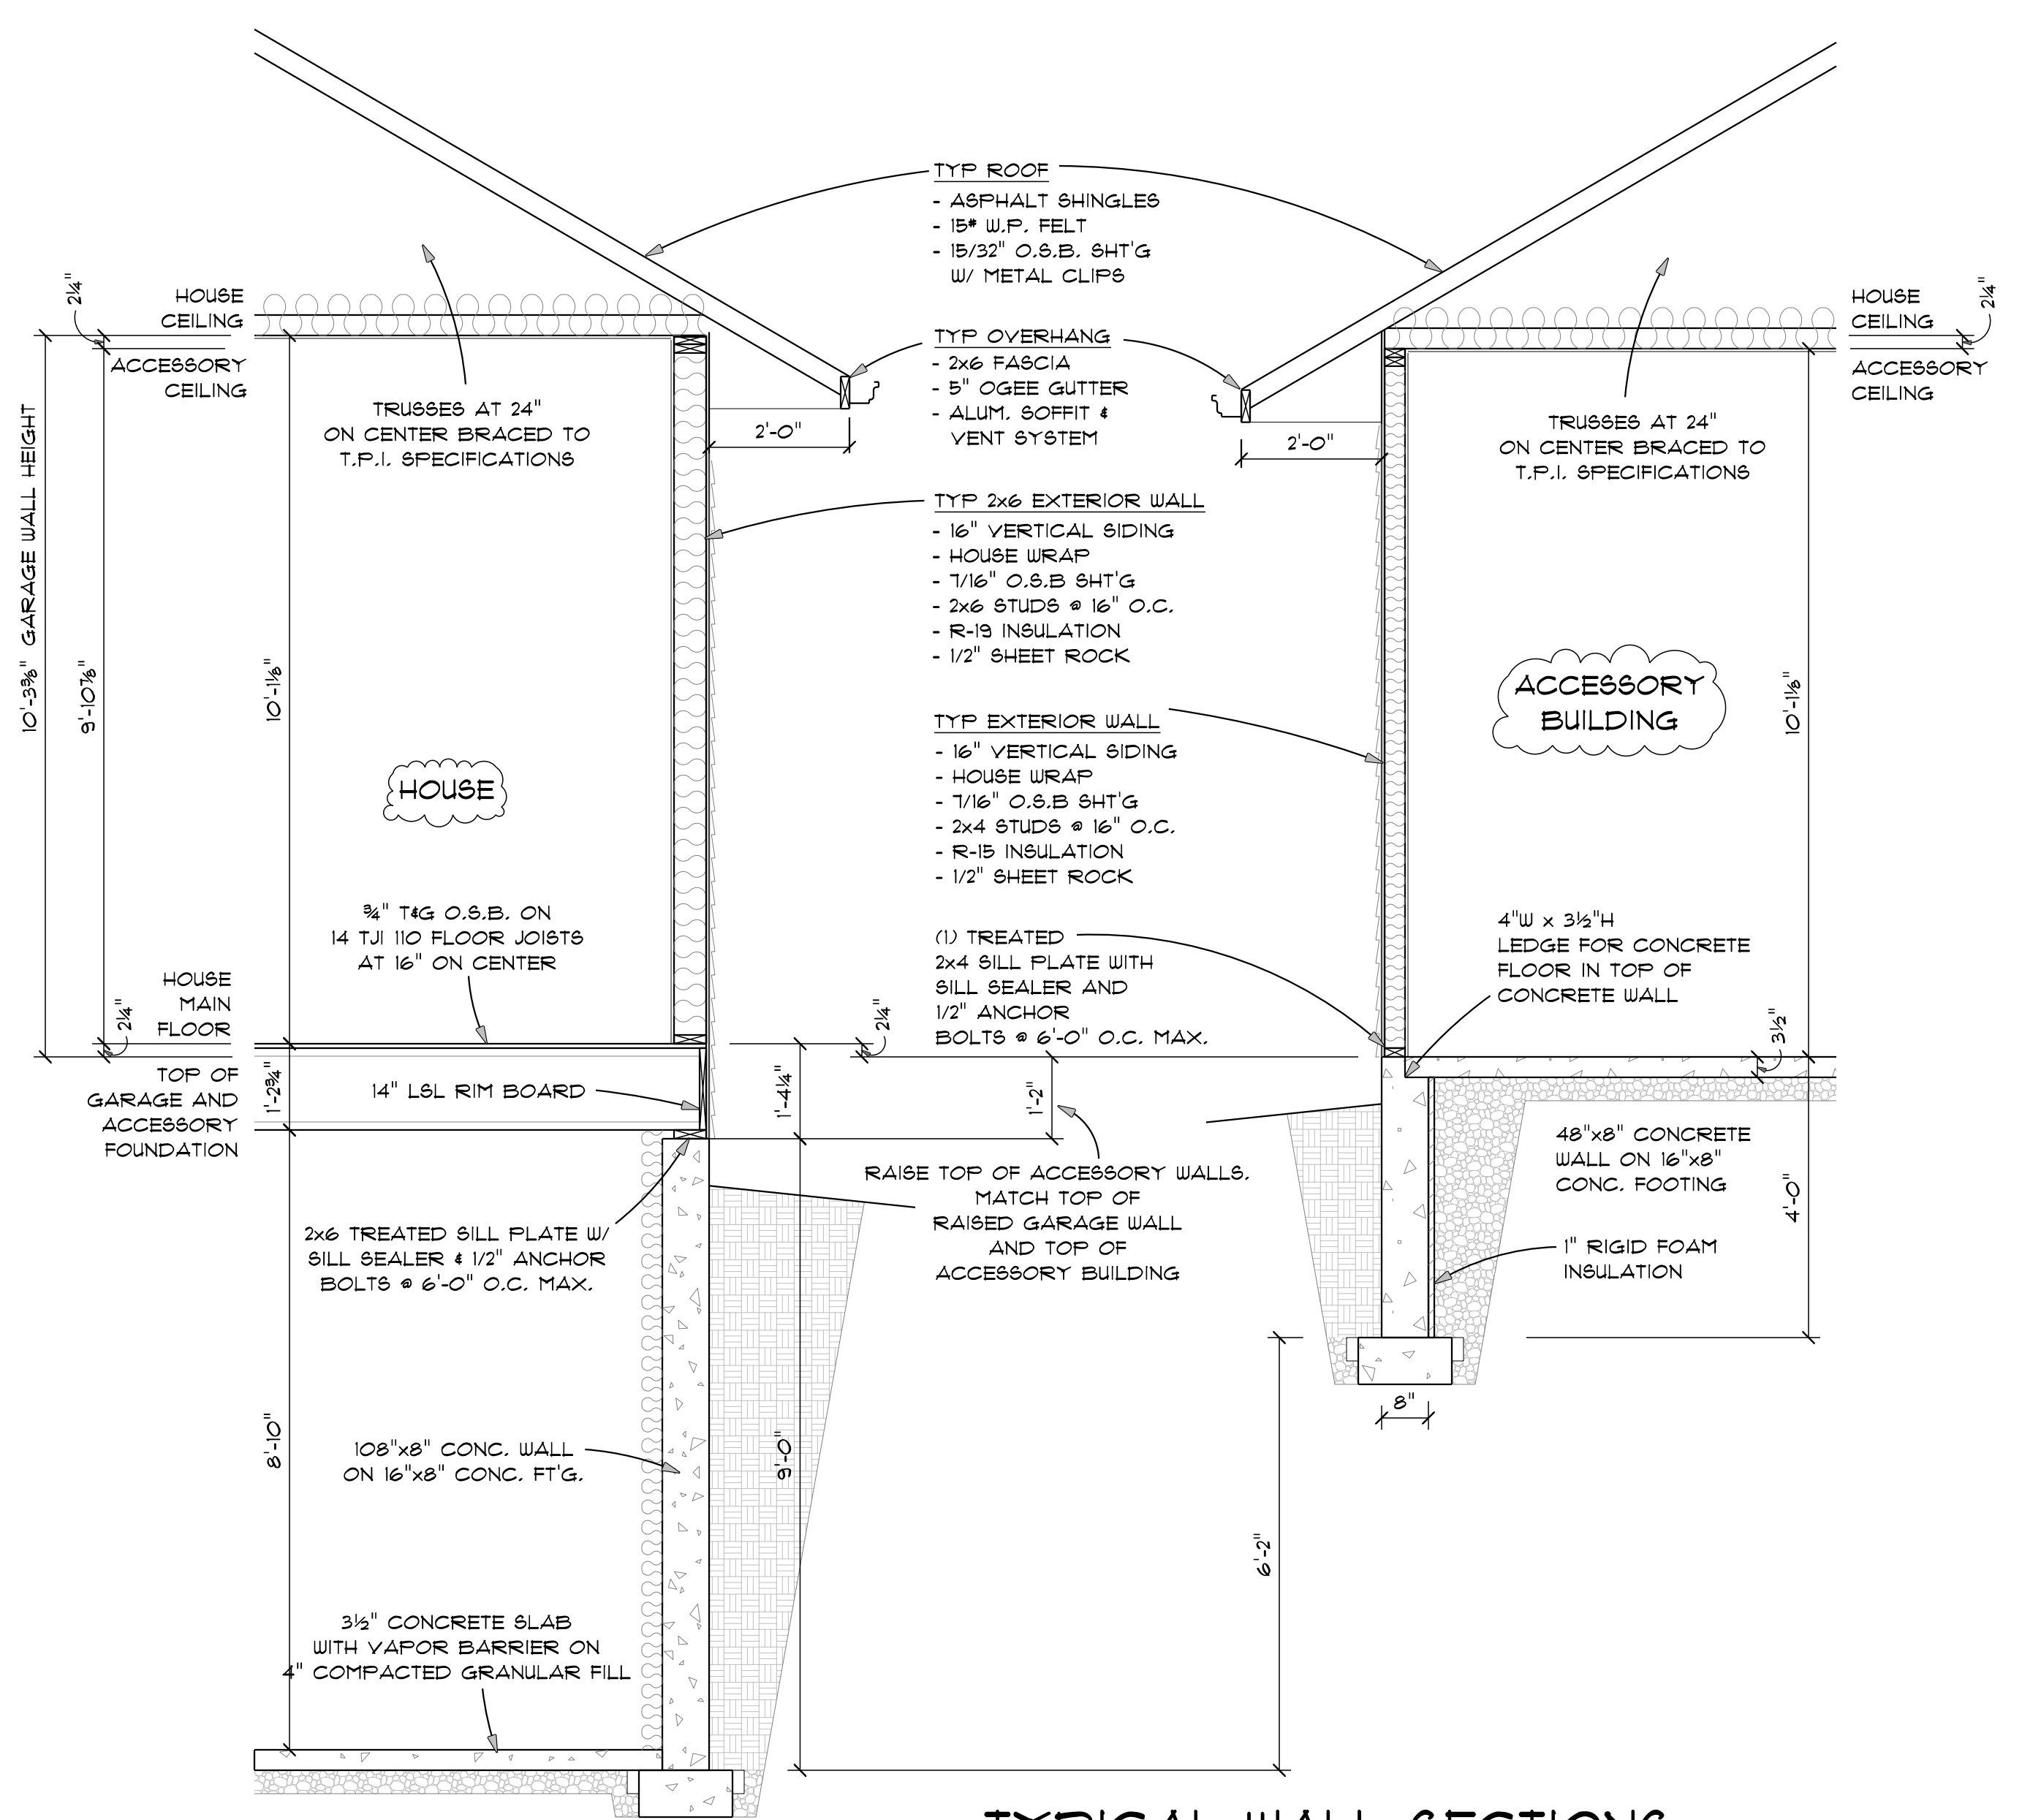 TYP ROOF
- ASPHALT SHINGLES
- 15# W.P. FELT
- 15/32" O.S.B. SHT'G
W/ METAL CLIPS
TYP OVERHANG
- 2x6 FASCIA
- 5" OGEE GUTTER
- ALUM. SOFFIT &
VENT SYSTEM
2'-0"
2'-0"
TYP 2x6 EXTERIOR WALL
- 16" VERTICAL SIDING
- HOUSE WRAP
- 7/16" O.S.B SHT'G
- 2x6 STUDS @ 16" O.C.
- R-19 INSULATION
- 1/2" SHEET ROCK
TYP EXTERIOR WALL
- 16" VERTICAL SIDING
- HOUSE WRAP
- 7/16" O.S.B SHT'G
- 2x4 STUDS @ 16" O.C.
- R-15 INSULATION
- 1/2" SHEET ROCK
(1) TREATED
2x4 SILL PLATE WITH
SILL SEALER AND
1/2" ANCHOR
BOLTS @ 6'-0" O.C. MAX.
2¼"
HOUSE
CEILING
ACCESSORY
CEILING
10'-3⅜" GARAGE WALL HEIGHT
9'-10⅞"
10'-1⅛"
TRUSSES AT 24"
ON CENTER BRACED TO
T.P.I. SPECIFICATIONS
HOUSE
¾" T&G O.S.B. ON
14 TJI 110 FLOOR JOISTS
AT 16" ON CENTER
HOUSE
MAIN
FLOOR
2¼"
TOP OF
GARAGE AND
ACCESSORY
FOUNDATION
1'-2¾"
14" LSL RIM BOARD
2x6 TREATED SILL PLATE W/
SILL SEALER & 1/2" ANCHOR
BOLTS @ 6'-0" O.C. MAX.
8'-10"
108"x8" CONC. WALL
ON 16"x8" CONC. FT'G.
3½" CONCRETE SLAB
WITH VAPOR BARRIER ON
4" COMPACTED GRANULAR FILL
1'-4¼"
9'-0"
2¼"
1'-2"
RAISE TOP OF ACCESSORY WALLS.
MATCH TOP OF
RAISED GARAGE WALL
AND TOP OF
ACCESSORY BUILDING
6'-2"
8"
HOUSE
CEILING
2¼"
ACCESSORY
CEILING
TRUSSES AT 24"
ON CENTER BRACED TO
T.P.I. SPECIFICATIONS
ACCESSORY
BUILDING
10'-1⅛"
4"W x 3½"H
LEDGE FOR CONCRETE
FLOOR IN TOP OF
CONCRETE WALL
3½"
48"x8" CONCRETE
WALL ON 16"x8"
CONC. FOOTING
4'-0"
1" RIGID FOAM
INSULATION
TYPICAL WALL SECTIONS